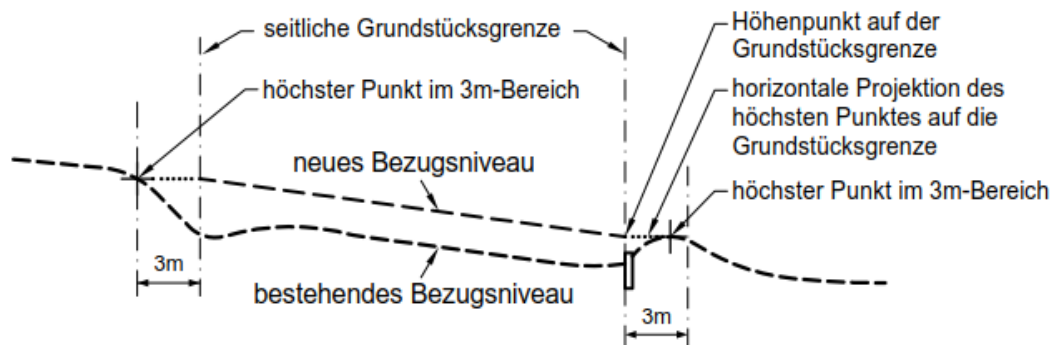 seitliche Grundstücksgrenze
Höhenpunkt auf der
Grundstücksgrenze
höchster Punkt im 3m-Bereich
horizontale Projektion des
höchsten Punktes auf die
Grundstücksgrenze
neues Bezugsniveau
höchster Punkt im 3m-Bereich
3m
bestehendes Bezugsniveau
3m